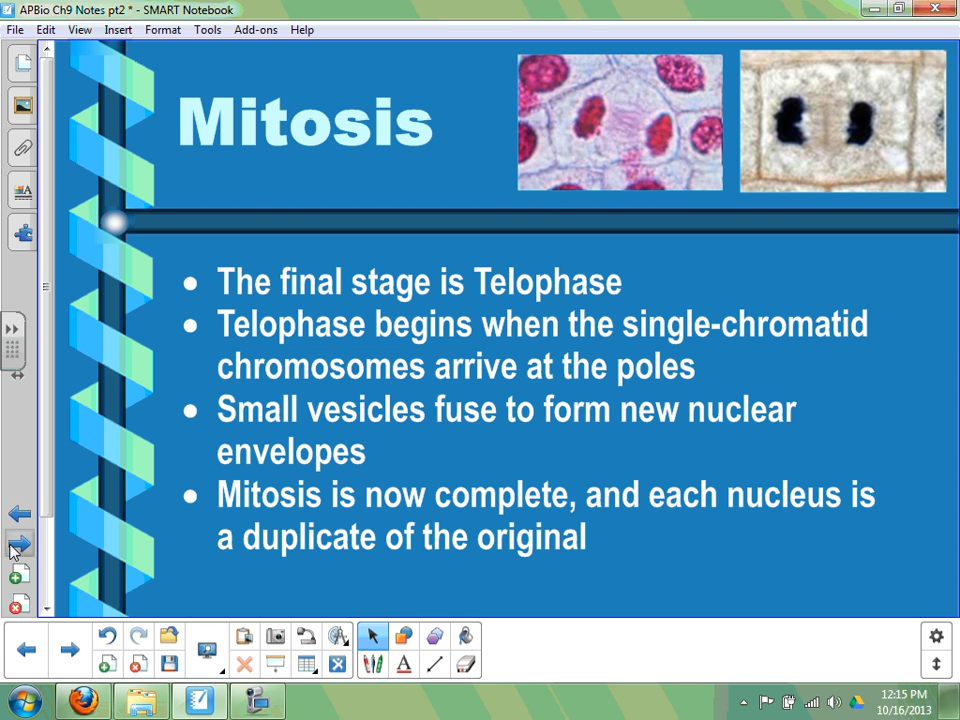 APBio Ch9 Notes pt2 * - SMART Notebook
File Edit View Insert Format Tools Add-ons Help
Mitosis
The final stage is Telophase
Telophase begins when the single-chromatid
chromosomes arrive at the poles
Small vesicles fuse to form new nuclear
envelopes
Mitosis is now complete, and each nucleus is
a duplicate of the original
12:15 PM
10/16/2013